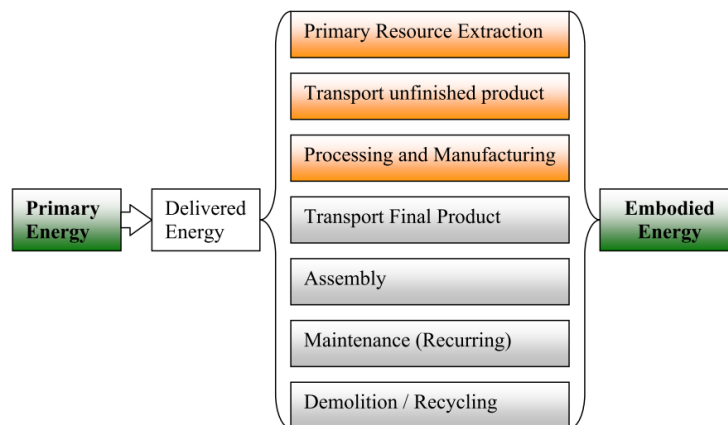 Primary Resource Extraction
Transport unfinished product
Processing and Manufacturing
Primary
Energy
Delivered
Energy
Transport Final Product
Embodied
Energy
Assembly
Maintenance (Recurring)
Demolition / Recycling